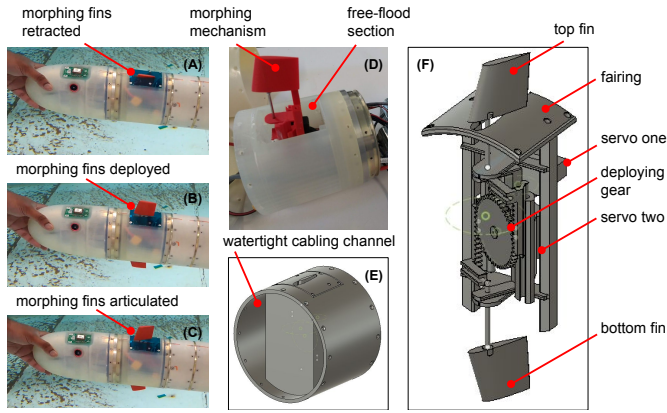 morphing fins
retracted
(A)
morphing fins deployed
(B)
morphing fins articulated
(C)
morphing
mechanism
free-flood
section
(D)
watertight cabling channel
(E)
(F)
top fin
fairing
servo one
deploying
gear
servo two
bottom fin